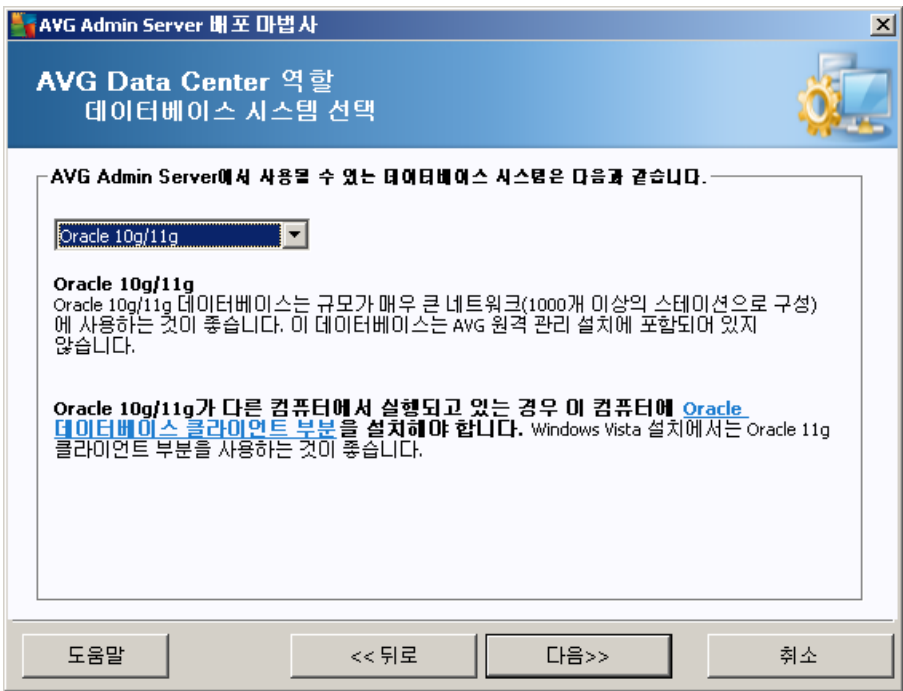 AVG Admin Server 배포 마법사
AVG Data Center 역할
데이터베이스 시스템 선택
AVG Admin Server에서 사용될 수 있는 데이터베이스 시스템은 다음과 같습니다.
Oracle 10g/11g
Oracle 10g/11g
Oracle 10g/11g 데이터베이스는 규모가 매우 큰 네트워크(1000개 이상의 스테이션으로 구성)
에 사용하는 것이 좋습니다. 이 데이터베이스는 AVG 원격 관리 설치에 포함되어 있지
않습니다.
Oracle 10g/11g가 다른 컴퓨터에서 실행되고 있는 경우 이 컴퓨터에 Oracle
데이터베이스 클라이언트 부분을 설치해야 합니다. Windows Vista 설치에서는 Oracle 11g
클라이언트 부분을 사용하는 것이 좋습니다.
도움말
<< 뒤로
다음>>
취소